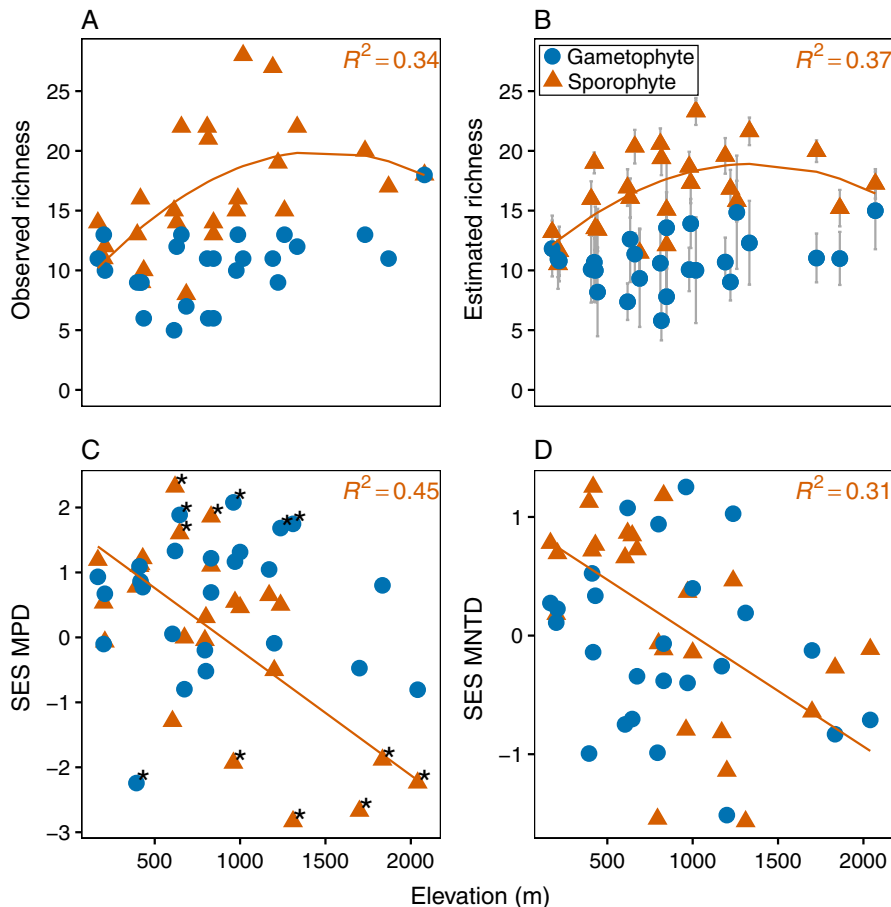 A
R² = 0.34
Observed richness
25
20
15
10
5
0
B
Gametophyte
Sporophyte
R² = 0.37
Estimated richness
25
20
15
10
5
0
C
R² = 0.45
SES MPD
2
1
0
−1
−2
−3
* * * * * * * * * * * * *
500 1000 1500 2000
D
R² = 0.31
SES MNTD
1
0
−1
500 1000 1500 2000
Elevation (m)